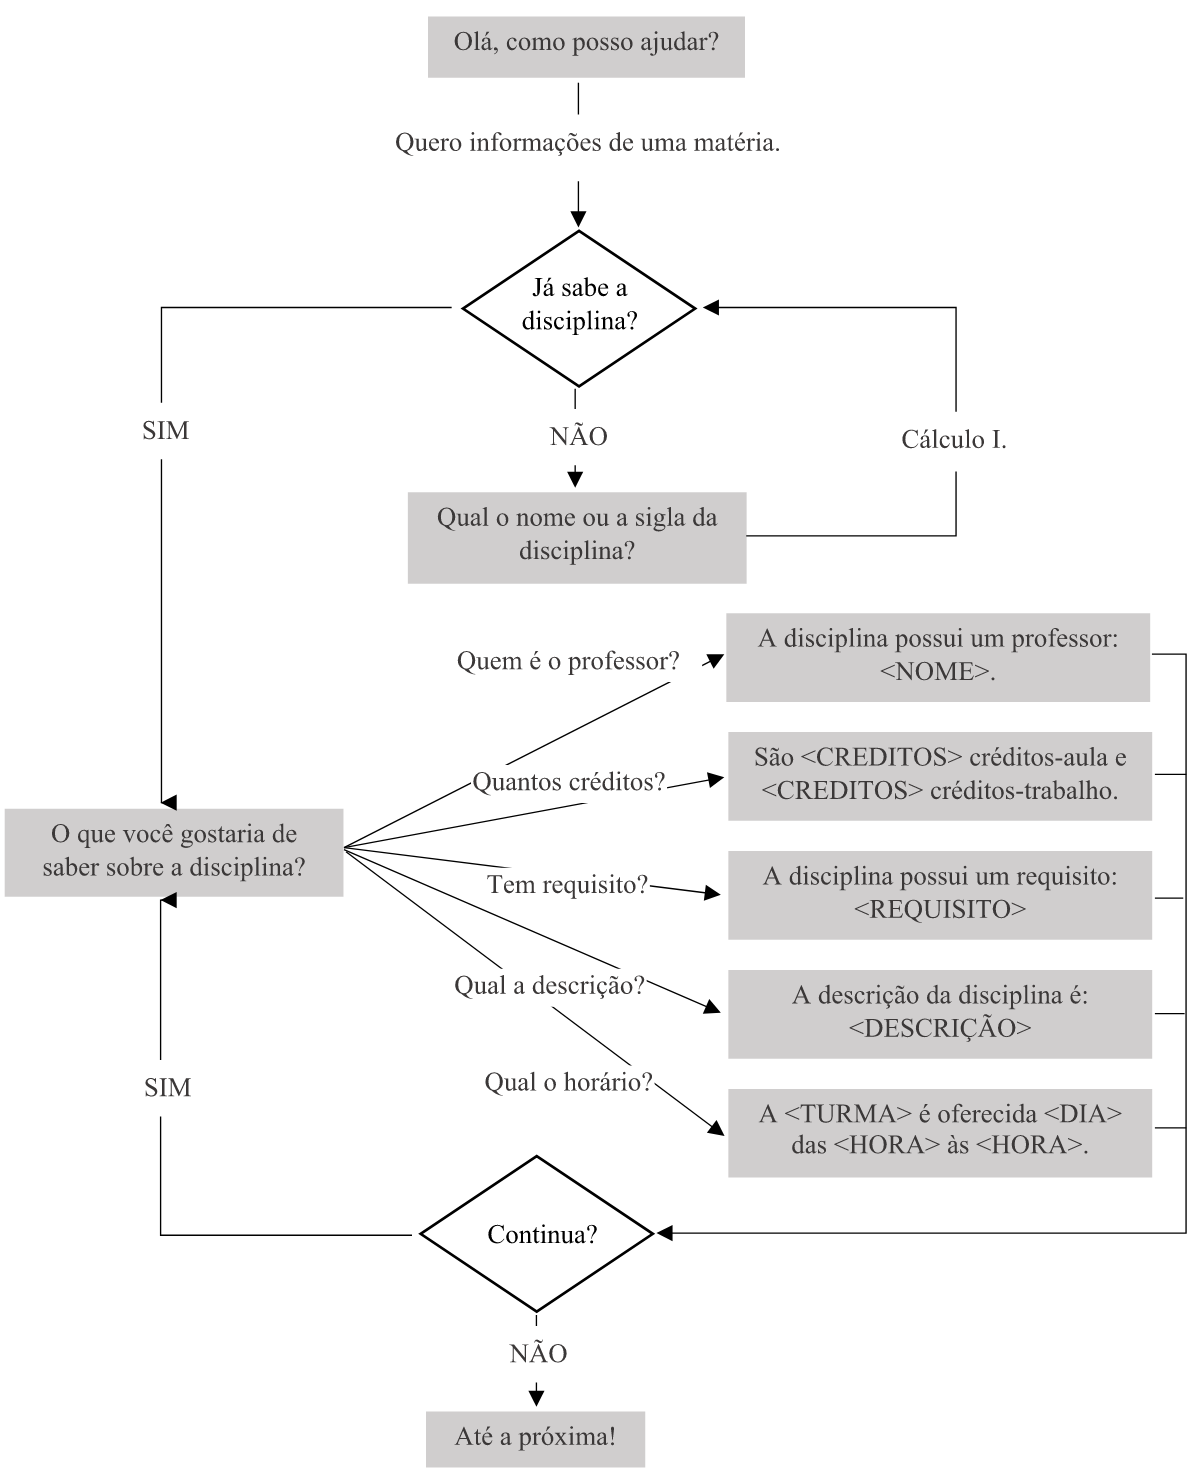 Olá, como posso ajudar?
Quero informações de uma matéria.
Já sabe a
disciplina?
SIM
NÃO
Cálculo I.
Qual o nome ou a sigla da
disciplina?
Quem é o professor?
A disciplina possui um professor:
<NOME>.
Quantos créditos?
São <CREDITOS> créditos-aula e
<CREDITOS> créditos-trabalho.
O que você gostaria de
saber sobre a disciplina?
Tem requisito?
A disciplina possui um requisito:
<REQUISITO>
Qual a descrição?
A descrição da disciplina é:
<DESCRIÇÃO>
Qual o horário?
A <TURMA> é oferecida <DIA>
das <HORA> às <HORA>.
SIM
Continua?
NÃO
Até a próxima!